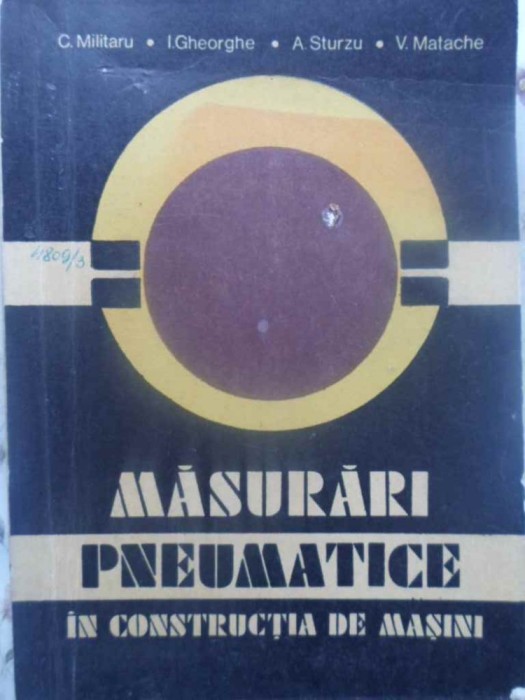 C. Militaru • I. Gheorghe • A. Sturzu • V. Matache
1809/3
MĂSURĂRI
PNEUMATICE
ÎN CONSTRUCȚIA DE MAȘINI